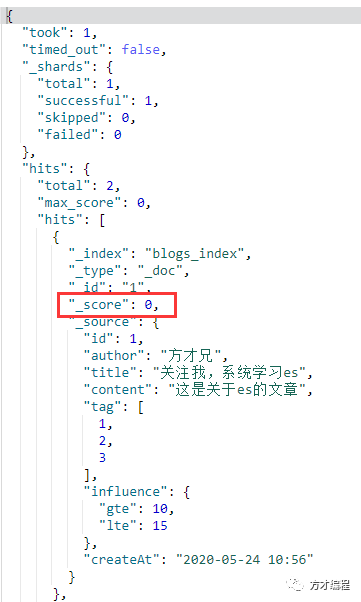 {
"took": 1,
"timed_out": false,
"_shards": {
"total": 1,
"successful": 1,
"skipped": 0,
"failed": 0
},
"hits": {
"total": 2,
"max_score": 0,
"hits": [
{
"_index": "blogs_index",
"_type": "_doc",
"_id": "1",
"_score": 0,
"_source": {
"id": 1,
"author": "方才兄",
"title": "关注我，系统学习es",
"content": "这是关于es的文章",
"tag": [
1,
2,
3
],
"influence": {
"gte": 10,
"lte": 15
},
"createAt": "2020-05-24 10:56"
}
},
方才编程